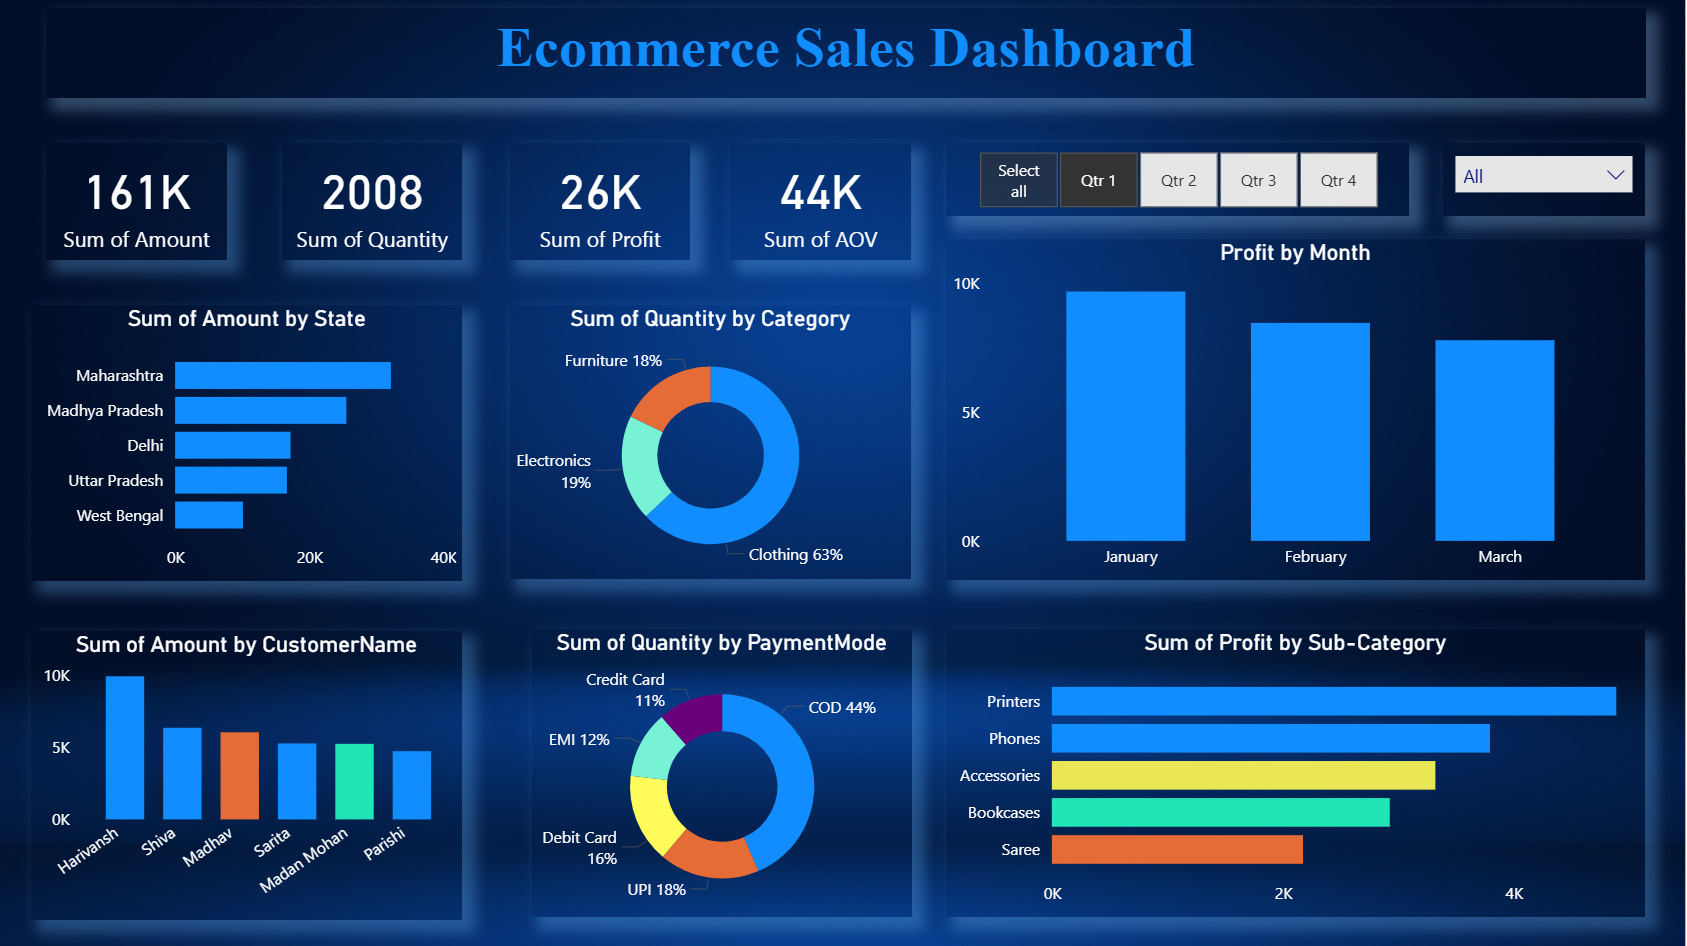 Ecommerce Sales Dashboard
161K
Sum of Amount
2008
Sum of Quantity
26K
Sum of Profit
44K
Sum of AOV
Select
all
Qtr 1
Qtr 2
Qtr 3
Qtr 4
All
Sum of Amount by State
Maharashtra
Madhya Pradesh
Delhi
Uttar Pradesh
West Bengal
0K
20K
40K
Sum of Quantity by Category
Furniture 18%
Electronics
19%
Clothing 63%
Profit by Month
10K
5K
0K
January
February
March
Sum of Amount by CustomerName
10K
5K
0K
Harivansh
Shiva
Madhav
Sarita
Madan Mohan
Parishi
Sum of Quantity by PaymentMode
Credit Card
11%
COD 44%
EMI 12%
Debit Card
16%
UPI 18%
Sum of Profit by Sub-Category
Printers
Phones
Accessories
Bookcases
Saree
0K
2K
4K